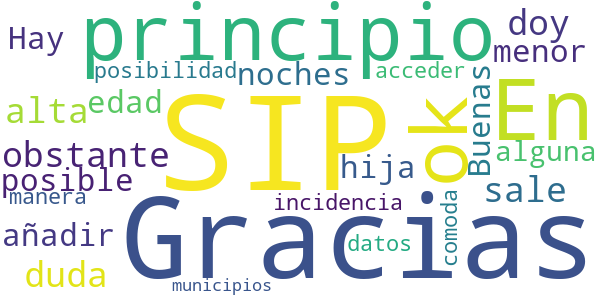 Hay
principio
doy
menor
posibilidad
noches
acceder
alta
edad
SIP
ok
Buenas
En
obstante
hija
alguna
posible
manera
incidencia
comoda
sale
añadir
Gracias
datos
duda
municipios